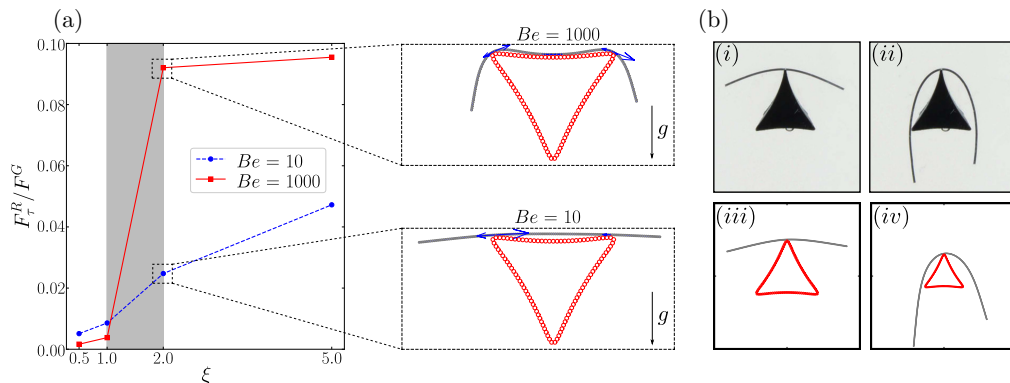 (a)
F_τ^R/F^G
0.10
0.08
0.06
0.04
0.02
0.00
0.5 1.0 2.0 5.0
ξ
Be = 10
Be = 1000
Be = 1000
g
Be = 10
g
(b)
(i)
(ii)
(iii)
(iv)